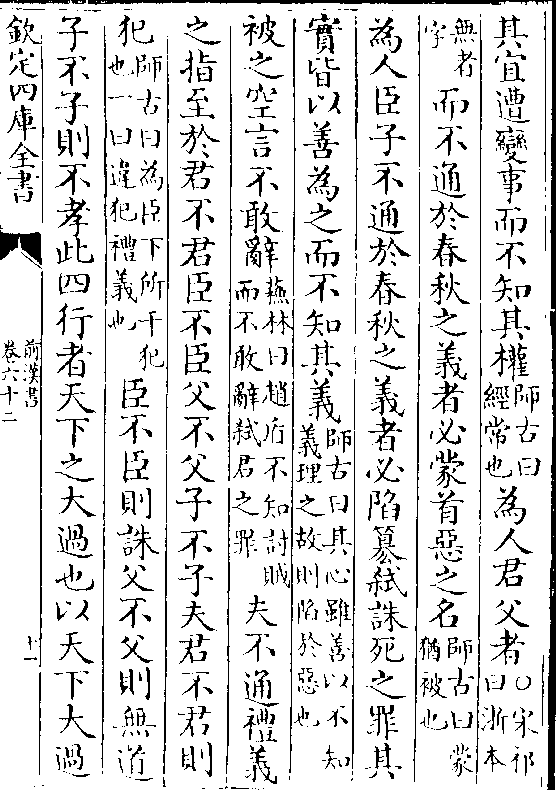 其宜遭變事而不知其權師古曰經常也為人君父者○宋祁曰浙本
無者字而不通於春秋之義者必蒙首惡之名師古曰蒙猶被也
為人臣子不通於春秋之義者必陷篡弑誅死之罪其
實皆以善為之而不知其義師古曰其心雖善以不知義理之故則陷於惡也
被之空言不敢辭蘇林曰趙盾不知討賊而不敢辭弑君之罪夫不通禮義
之指至於君不君臣不臣父不父子不子夫君不君則
犯師古曰為臣下所干犯也一曰違犯禮義也臣不臣則誅父不父則無道
子不子則不孝此四行者天下之大過也以天下大過
欽定四庫全書
前漢書
卷六十二
十一